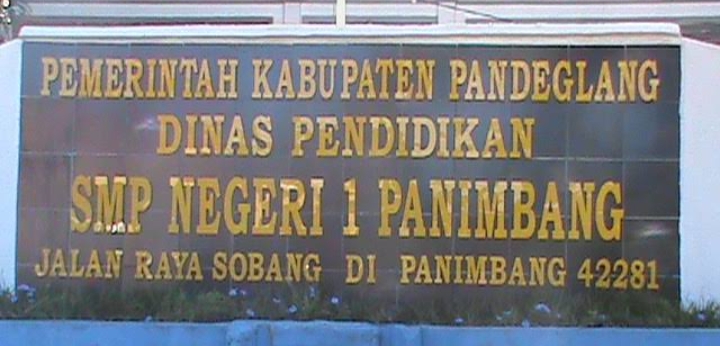 PEMERINTAH KABUPATEN PANDEGLANG
DINAS PENDIDIKAN
SMP NEGERI 1 PANIMBANG
JALAN RAYA SOBANG DI PANIMBANG 42281